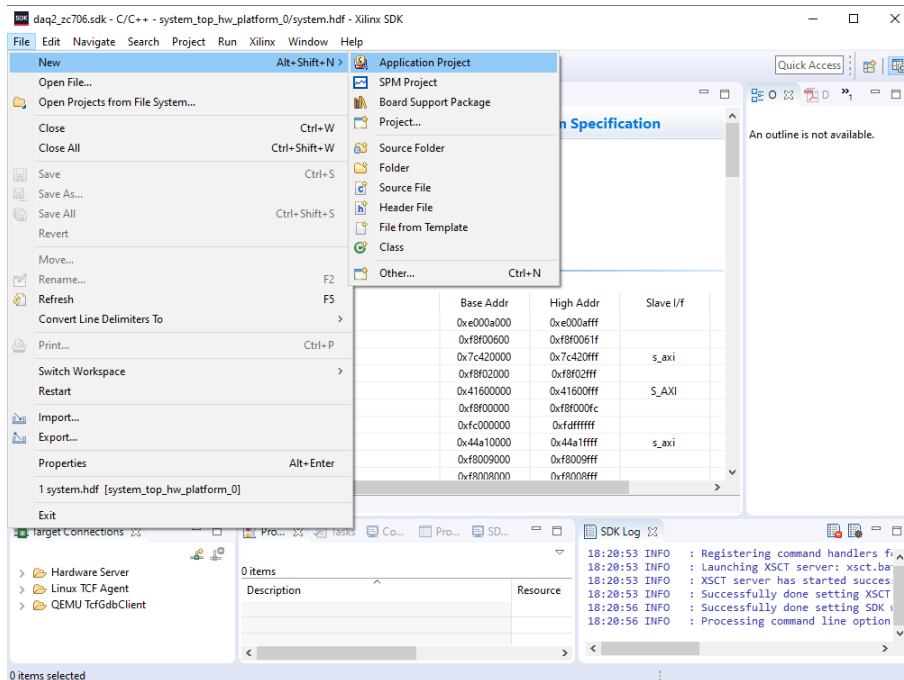 SDK daq2_zc706.sdk - C/C++ - system_top_hw_platform_0/system.hdf - Xilinx SDK
File Edit Navigate Search Project Run Xilinx Window Help
Quick Access
New Alt+Shift+N >
Open File...
Open Projects from File System...
Close Ctrl+W
Close All Ctrl+Shift+W
Save Ctrl+S
Save As...
Save All Ctrl+Shift+S
Revert
Move...
Rename... F2
Refresh F5
Convert Line Delimiters To >
Print... Ctrl+P
Switch Workspace >
Restart
Import...
Export...
Properties Alt+Enter
1 system.hdf [system_top_hw_platform_0]
Exit
Application Project
SPM Project
Board Support Package
Project...
Source Folder
Folder
Source File
Header File
File from Template
Class
Other... Ctrl+N
Specification
O D "1
An outline is not available.
Base Addr High Addr Slave I/f
0xe000a000 0xe000afff
0xf8f00600 0xf8f0061f
0x7c420000 0x7c420fff s_axi
0xf8f02000 0xf8f02fff
0x41600000 0x41600fff S_AXI
0xf8f00000 0xf8f000fc
0xfc000000 0xfdffffff
0x44a10000 0x44a1ffff s_axi
0xf8009000 0xf8009fff
0xf8008000 0xf8008fff
Target Connections
Hardware Server
Linux TCF Agent
QEMU TcfGdbClient
Pro... Tasks Co... Pro... SD...
0 items
Description Resource
SDK Log
18:20:53 INFO : Registering command handlers
18:20:53 INFO : Launching XSCT server: xsct.ba
18:20:53 INFO : XSCT server has started succes
18:20:53 INFO : Successfully done setting XSCT
18:20:56 INFO : Successfully done setting SDK
18:20:56 INFO : Processing command line option
0 items selected